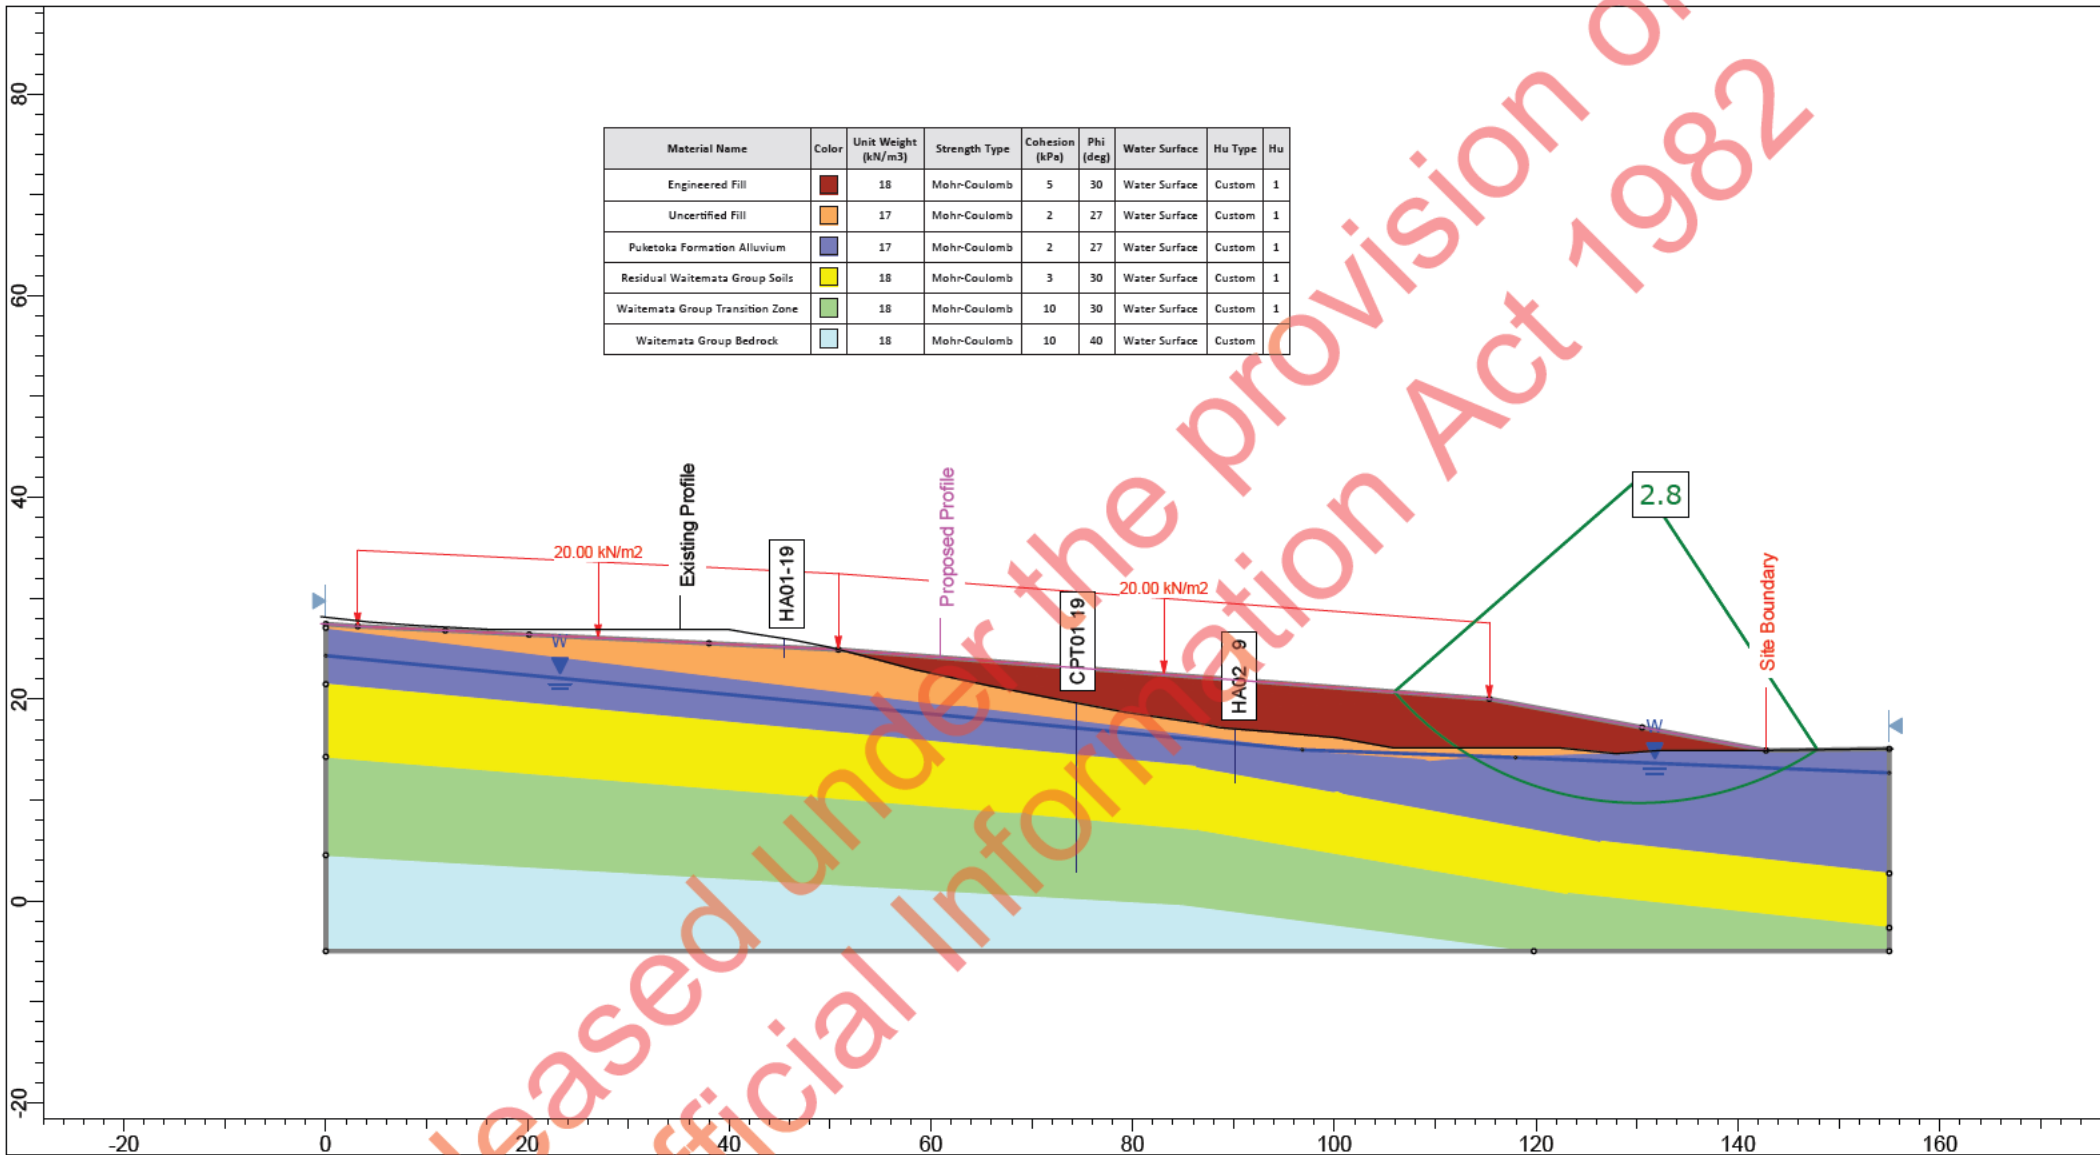 Material Name Color Unit Weight (kN/m3) Strength Type Cohesion (kPa) Phi (deg) Water Surface Hu Type Hu
Engineered Fill 18 Mohr-Coulomb 5 30 Water Surface Custom 1
Uncertified Fill 17 Mohr-Coulomb 2 27 Water Surface Custom 1
Puketoka Formation Alluvium 17 Mohr-Coulomb 2 27 Water Surface Custom 1
Residual Waitemata Group Soils 18 Mohr-Coulomb 3 30 Water Surface Custom 1
Waitemata Group Transition Zone 18 Mohr-Coulomb 10 30 Water Surface Custom 1
Waitemata Group Bedrock 18 Mohr-Coulomb 10 40 Water Surface Custom
80
60
40
20
0
-20
20.00 kN/m2
Existing Profile
HA01-19
Proposed Profile
CPT01 19
20.00 kN/m2
HA02 9
2.8
Site Boundary
W
W
-20 0 20 40 60 80 100 120 140 160
leased under the provision o
fficial Information Act 1982